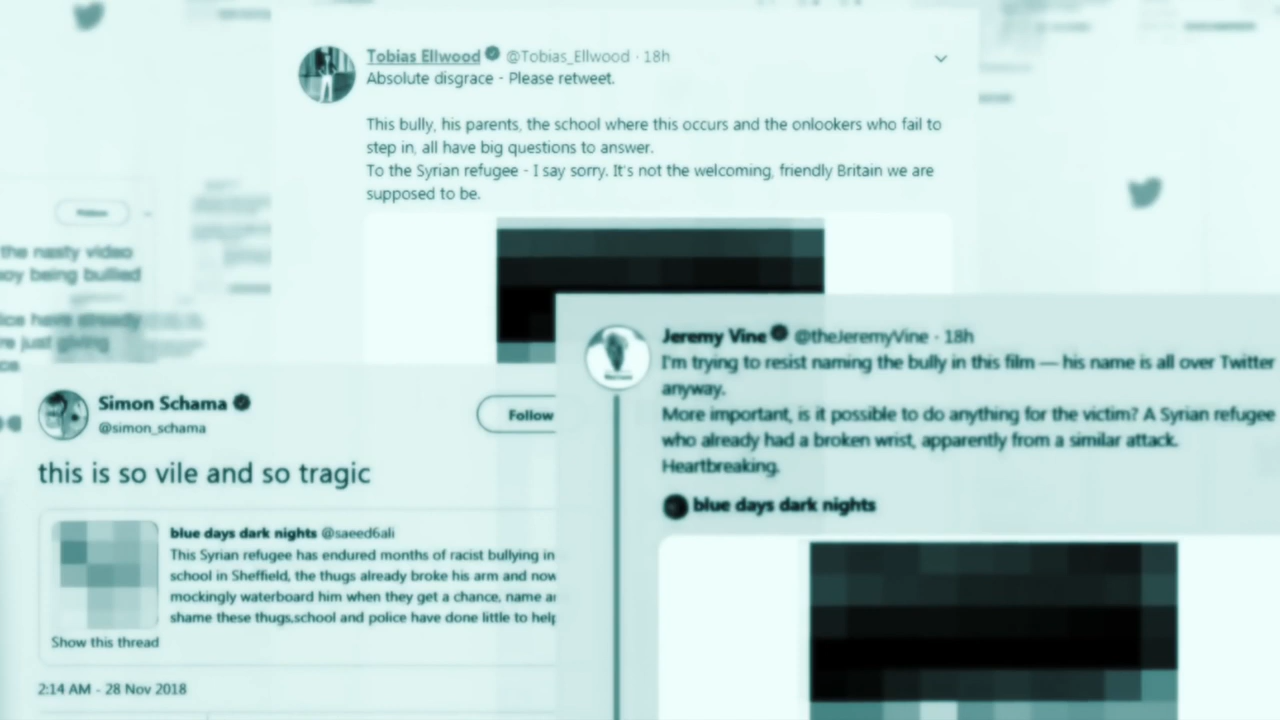 Tobias Ellwood @Tobias_Ellwood · 18h
Absolute disgrace - Please retweet.
This bully, his parents, the school where this occurs and the onlookers who fail to
step in, all have big questions to answer.
To the Syrian refugee - I say sorry. It's not the welcoming, friendly Britain we are
supposed to be.
the nasty video
being bullied
Simon Schama
@simon_schama
Follow
this is so vile and so tragic
blue days dark nights @saeed6ali
This Syrian refugee has endured months of racist bullying in
school in Sheffield, the thugs already broke his arm and now
mockingly waterboard him when they get a chance, name
shame these thugs,school and police have done little to
Show this thread
2:14 AM - 28 Nov 2018
Jeremy Vine @theJeremyVine · 18h
I'm trying to resist naming the bully in this film — his name is all over Twitter
anyway.
More important, is it possible to do anything for the victim? A Syrian refugee
who already had a broken wrist, apparently from a similar attack.
Heartbreaking.
blue days dark nights